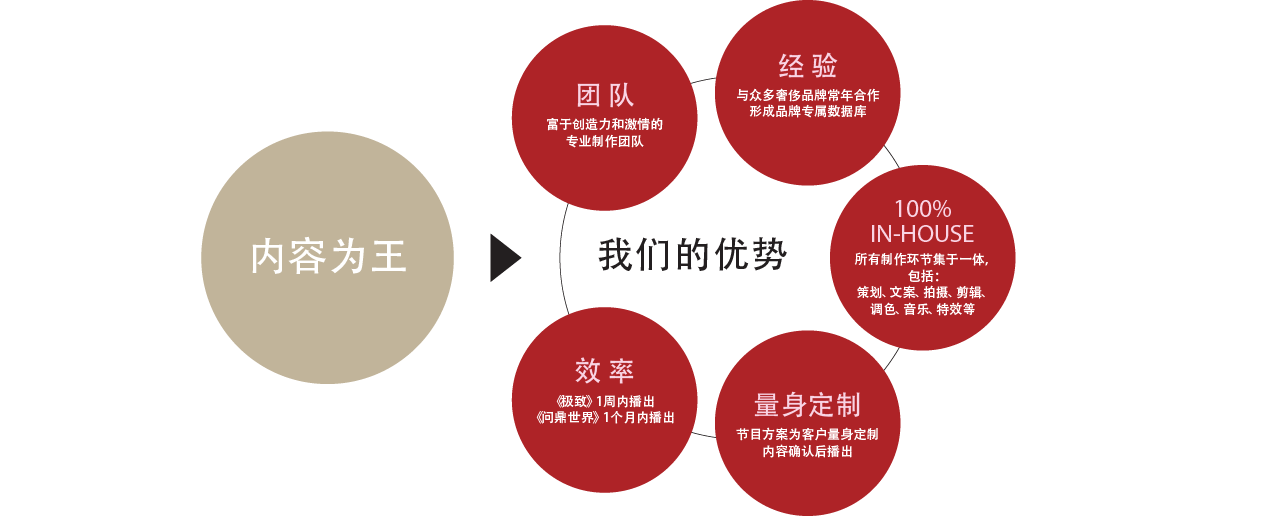 内容为王
我们的优势
团队
富于创造力和激情的
专业制作团队
经验
与众多奢侈品牌常年合作
形成品牌专属数据库
100%
IN-HOUSE
所有制作环节集于一体，
包括：
策划、文案、拍摄、剪辑、
调色、音乐、特效等
量身定制
节目方案为客户量身定制
内容确认后播出
效率
《极致》1周内播出
《问鼎世界》1个月内播出